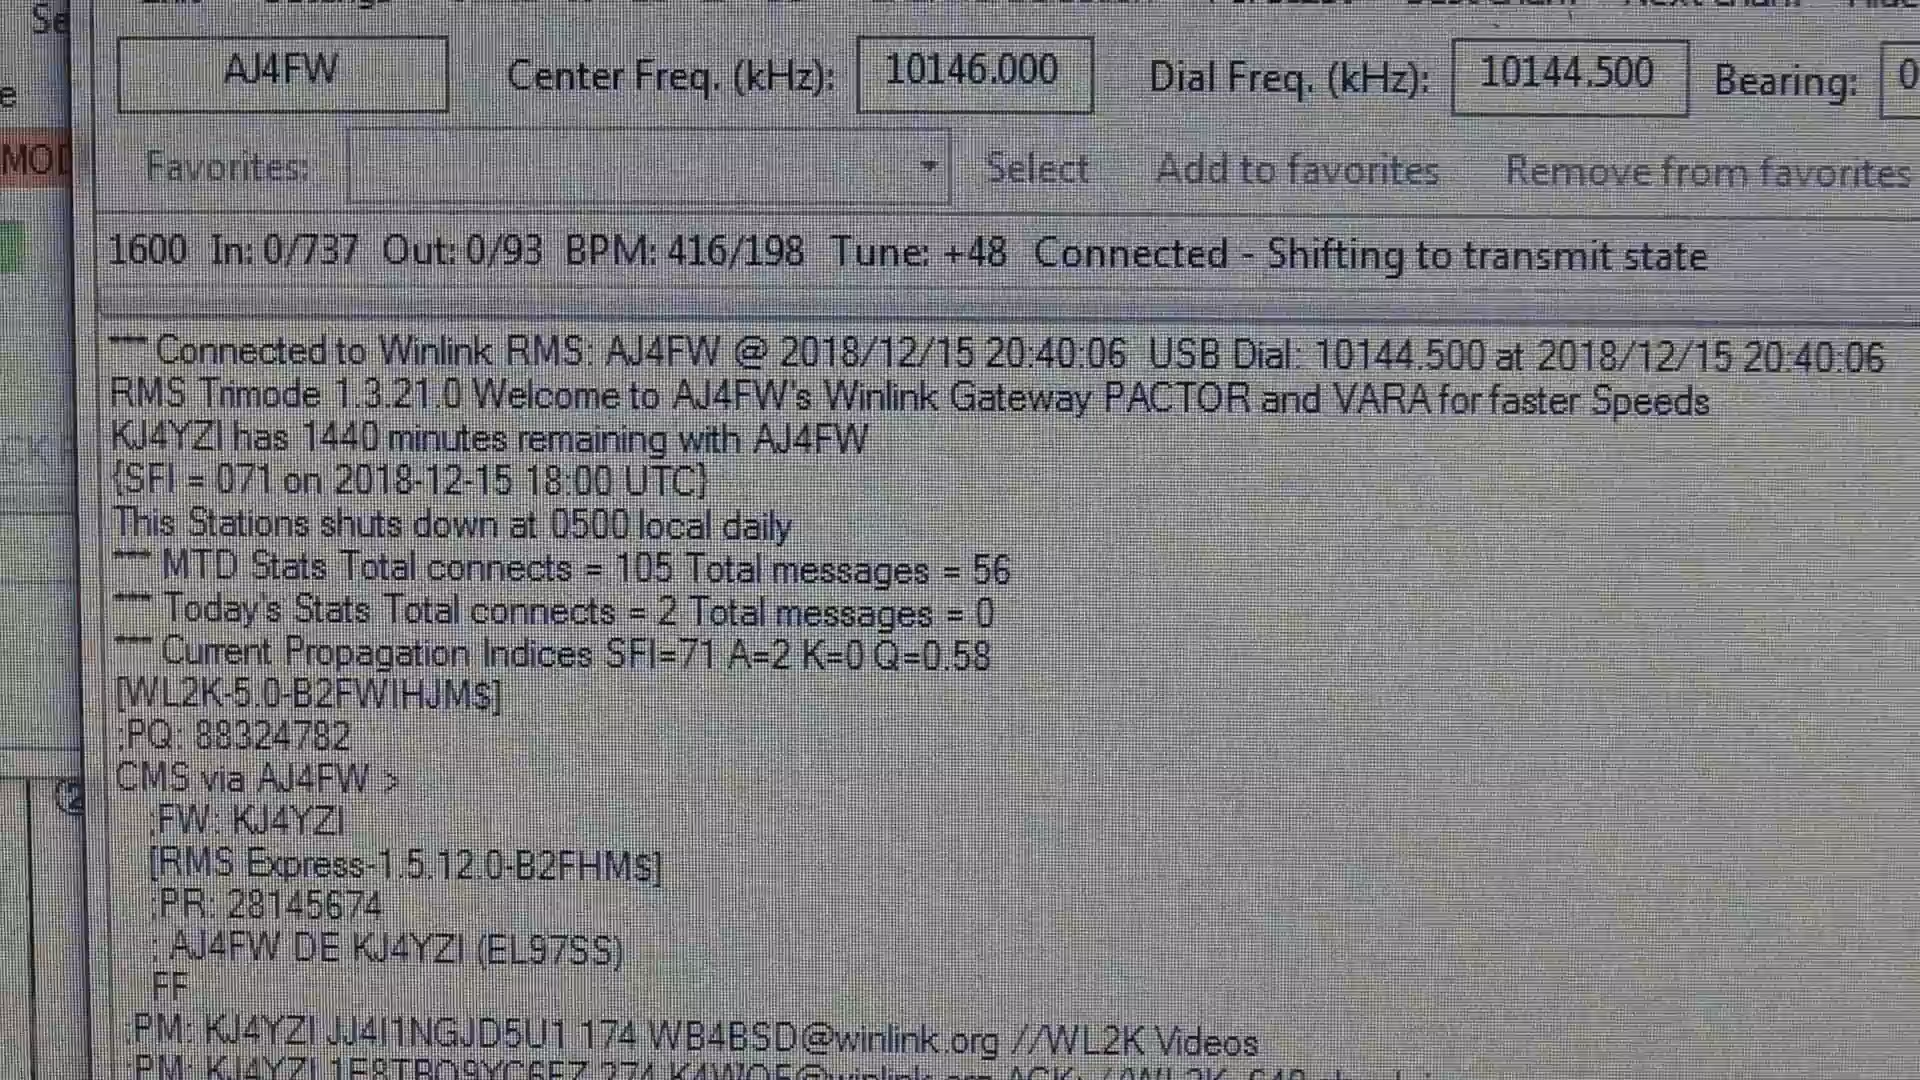 AJ4FW Center Freq. (kHz): 10146.000 Dial Freq. (kHz): 10144.500 Bearing: 0
MOD
Favorites: Select Add to favorites Remove from favorites
1600 In: 0/737 Out: 0/93 BPM: 416/198 Tune: +48 Connected - Shifting to transmit state
*** Connected to Winlink RMS: AJ4FW @ 2018/12/15 20:40:06 USB Dial: 10144.500 at 2018/12/15 20:40:06
RMS Trimode 1.3.21.0 Welcome to AJ4FW's Winlink Gateway PACTOR and VARA for faster Speeds
KJ4YZI has 1440 minutes remaining with AJ4FW
{SFI = 071 on 2018-12-15 18:00 UTC}
This Stations shuts down at 0500 local daily
*** MTD Stats Total connects = 105 Total messages = 56
*** Today's Stats Total connects = 2 Total messages = 0
*** Current Propagation Indices SFI=71 A=2 K=0 Q=0.58
[WL2K-5.0-B2FWIHJM$]
;PQ: 88324782
CMS via AJ4FW >
;FW: KJ4YZI
[RMS Express-1.5.12.0-B2FHM$]
;PR: 28145674
; AJ4FW DE KJ4YZI (EL97SS)
FF
;PM: KJ4YZI JJ4I1NGJD5U1 174 WB4BSD@winlink.org //WL2K Videos
;PM: KJ4YZI